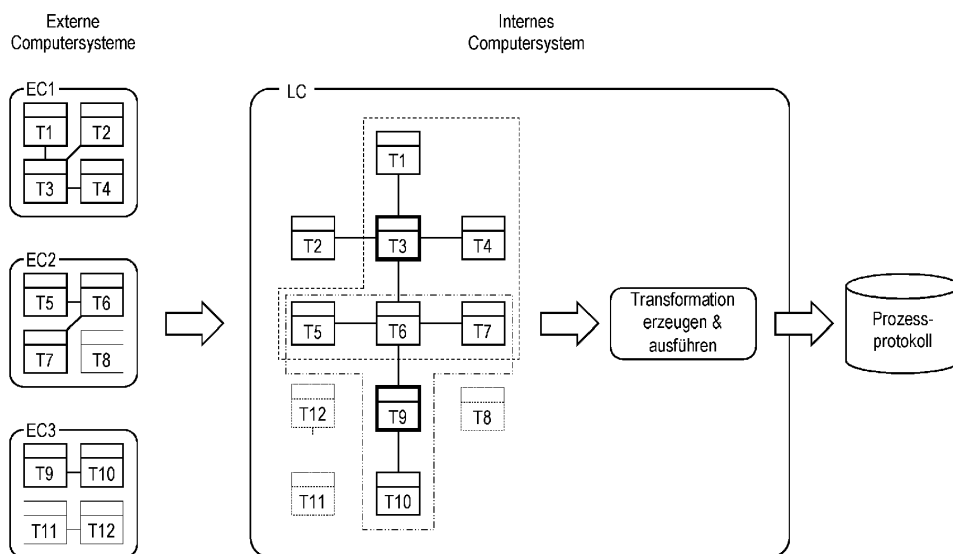 Externe
Computersysteme
Internes
Computersystem
EC1
T1 T2
T3 T4
EC2
T5 T6
T7 T8
EC3
T9 T10
T11 T12
LC
T1
T2 T3 T4
T5 T6 T7
T12 T9 T8
T11 T10
Transformation
erzeugen &
ausführen
Prozess-
protokoll